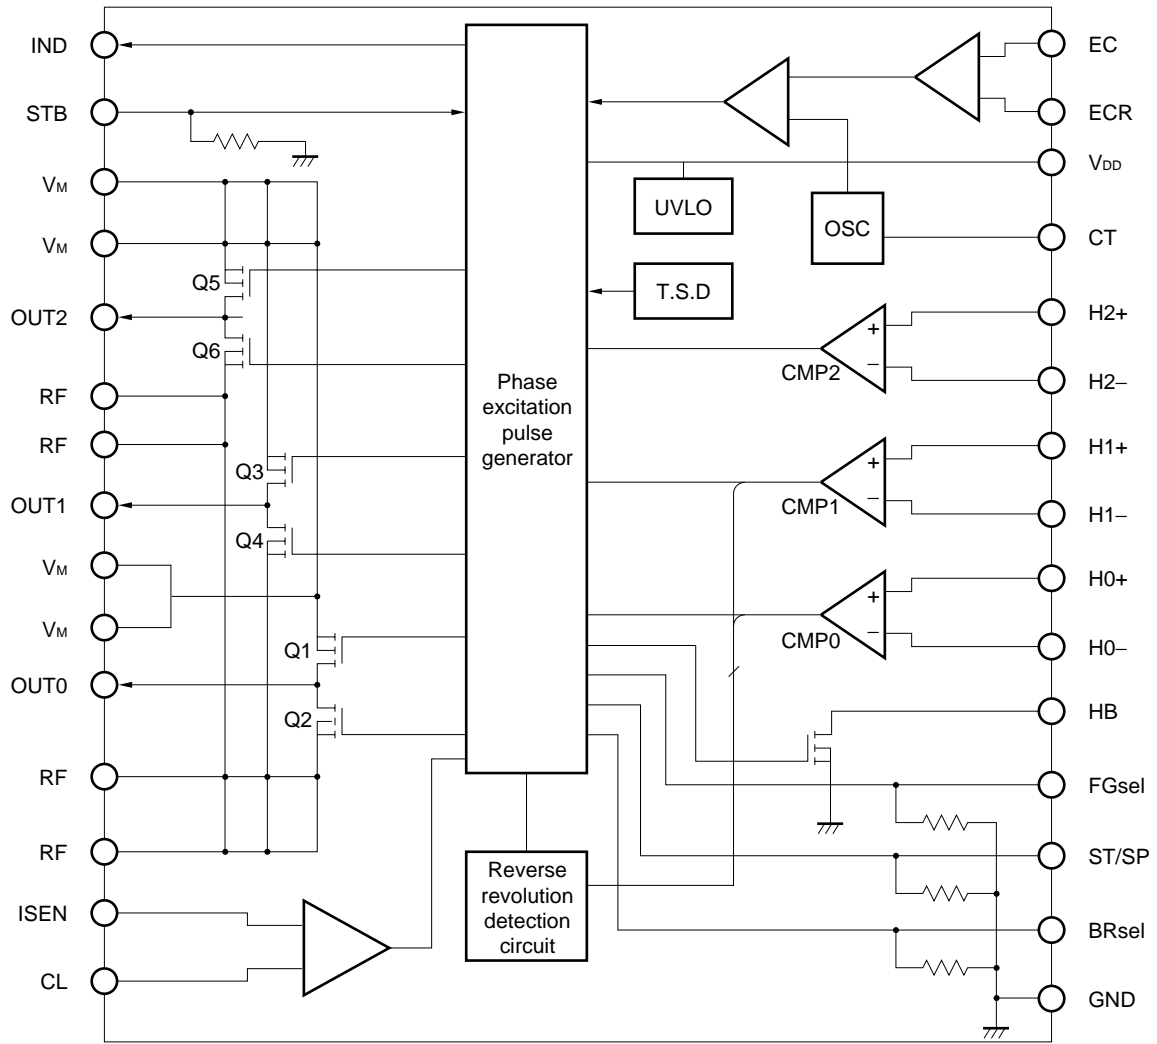 IND
STB
VM
VM
OUT2
RF
RF
OUT1
VM
VM
OUT0
RF
RF
ISEN
CL
Q5
Q6
Q3
Q4
Q1
Q2
Phase
excitation
pulse
generator
Reverse
revolution
detection
circuit
UVLO
OSC
T.S.D
+
−
CMP2
+
−
CMP1
+
−
CMP0
EC
ECR
VDD
CT
H2+
H2−
H1+
H1−
H0+
H0−
HB
FGsel
ST/SP
BRsel
GND